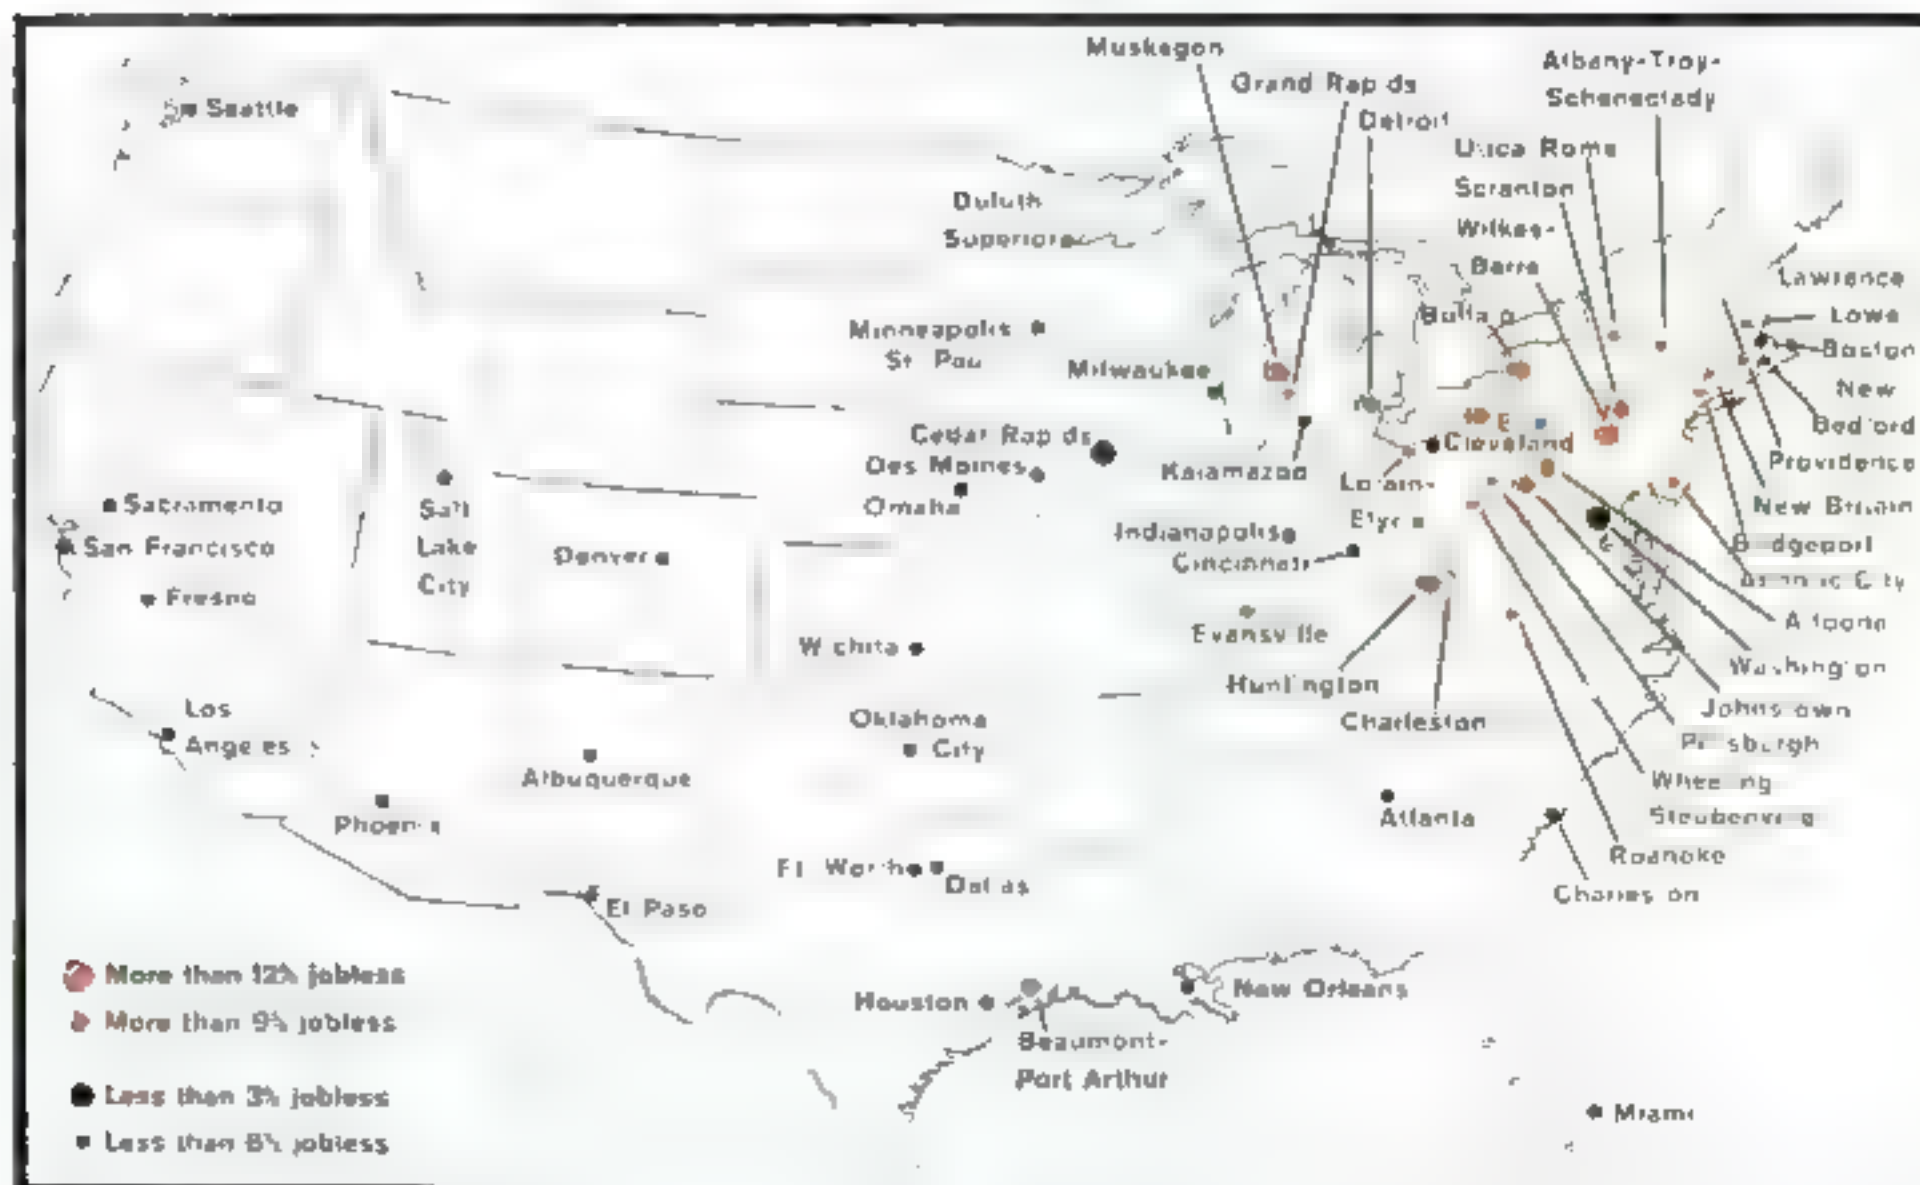 Muskegon
Grand Rapids
Detroit
Albany-Troy-
Schenectady
Utica Rome
Scranton
Wilkes-
Barre
Buffalo
Seattle
Duluth
Superior
Minneapolis
St. Paul
Milwaukee
Lawrence
Lowell
Boston
New
Bedford
Providence
New Britain
Bridgeport
Atlantic City
Altoona
Washington
Johnstown
Pittsburgh
Wheeling
Steubenville
Roanoke
Charleston
Cedar Rapids
Des Moines
Omaha
Kalamazoo
Cleveland
Lorain-
Indianapolis
Cincinnati
Evansville
Huntington
Charleston
Sacramento
San Francisco
Fresno
Salt
Lake
City
Denver
Wichita
Los
Angeles
Phoenix
Albuquerque
Oklahoma
City
Atlanta
Ft. Worth
Dallas
El Paso
Houston
Beaumont-
Port Arthur
New Orleans
Miami
More than 12% jobless
More than 9% jobless
Less than 3% jobless
Less than 6% jobless